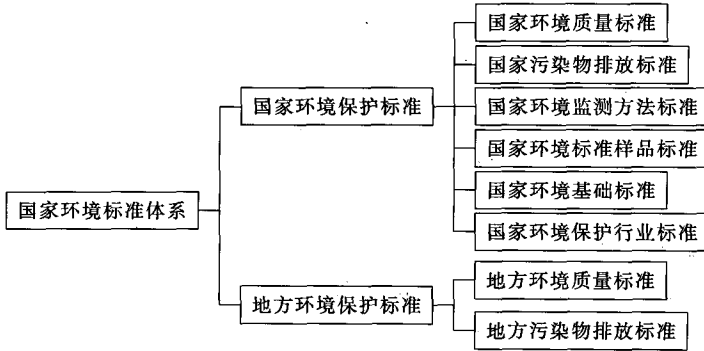 国家环境质量标准
国家污染物排放标准
国家环境保护标准
国家环境监测方法标准
国家环境标准样品标准
国家环境基础标准
国家环境标准体系
国家环境保护行业标准
地方环境质量标准
地方环境保护标准
地方污染物排放标准